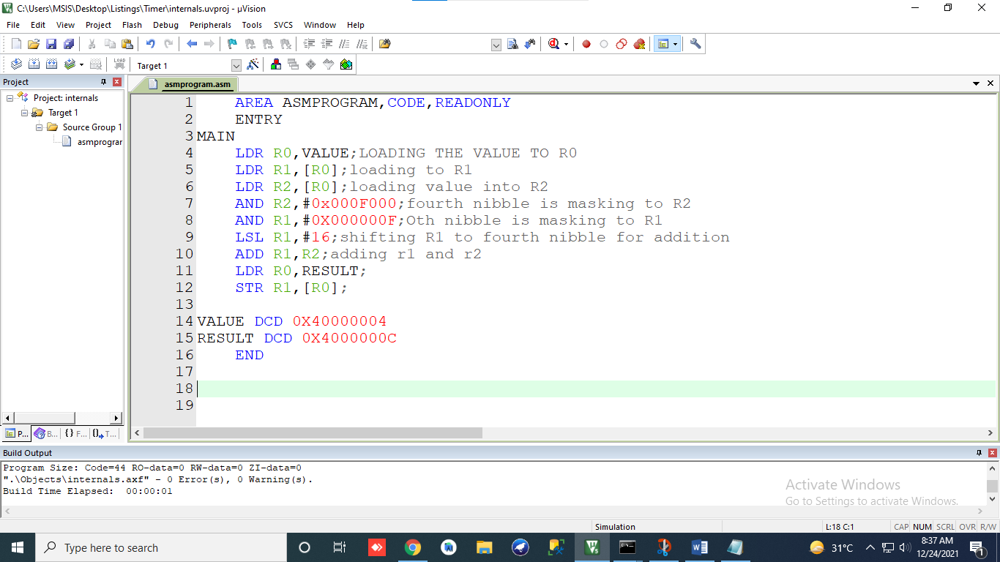 C:\Users\MSIS\Desktop\Listings\Timer\internals.uvproj - µVision
File Edit View Project Flash Debug Peripherals Tools SVCS Window Help
LOAD
Target 1
Project
asmprogram.asm
Project: internals
Target 1
Source Group 1
asmprogran
1 AREA ASMPROGRAM,CODE,READONLY
2 ENTRY
3 MAIN
4 LDR R0,VALUE;LOADING THE VALUE TO R0
5 LDR R1,[R0];loading to R1
6 LDR R2,[R0];loading value into R2
7 AND R2,#0x000F000;fourth nibble is masking to R2
8 AND R1,#0X000000F;Oth nibble is masking to R1
9 LSL R1,#16;shifting R1 to fourth nibble for addition
10 ADD R1,R2;adding r1 and r2
11 LDR R0,RESULT;
12 STR R1,[R0];
13
14 VALUE DCD 0X40000004
15 RESULT DCD 0X4000000C
16 END
17
18
19
P... B... {} F... 0 T...
Build Output
Program Size: Code=44 RO-data=0 RW-data=0 ZI-data=0
".\Objects\internals.axf" - 0 Error(s), 0 Warning(s).
Build Time Elapsed: 00:00:01
Activate Windows
Go to Settings to activate Windows.
Simulation L:18 C:1 CAP NUM SCRL OVR R/W
Type here to search
31°C
8:37 AM
12/24/2021
1